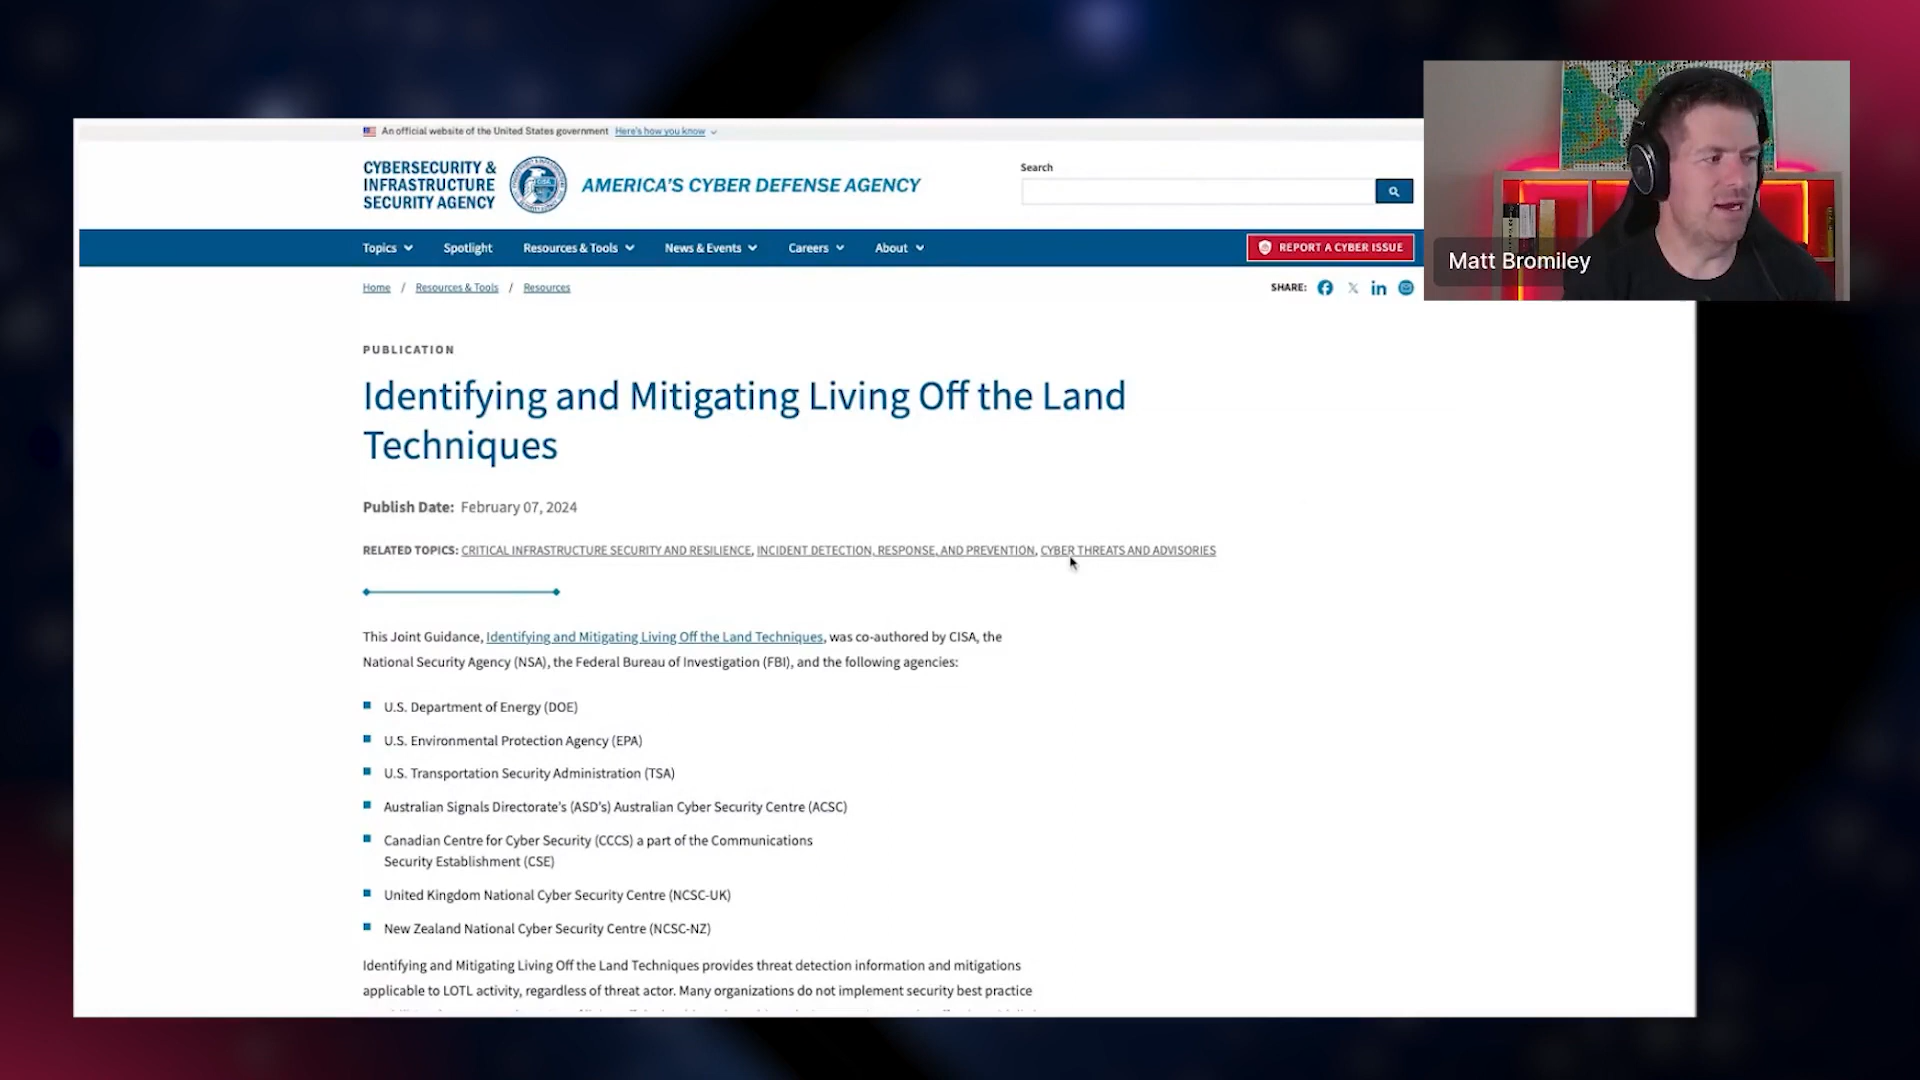 An official website of the United States government Here's how you know
CYBERSECURITY &
INFRASTRUCTURE
SECURITY AGENCY
AMERICA'S CYBER DEFENSE AGENCY
Search
Topics Spotlight Resources & Tools News & Events Careers About REPORT A CYBER ISSUE
Matt Bromiley
Home / Resources & Tools / Resources SHARE:
PUBLICATION
Identifying and Mitigating Living Off the Land
Techniques
Publish Date: February 07, 2024
RELATED TOPICS: CRITICAL INFRASTRUCTURE SECURITY AND RESILIENCE, INCIDENT DETECTION, RESPONSE, AND PREVENTION, CYBER THREATS AND ADVISORIES
This Joint Guidance, Identifying and Mitigating Living Off the Land Techniques, was co-authored by CISA, the
National Security Agency (NSA), the Federal Bureau of Investigation (FBI), and the following agencies:
U.S. Department of Energy (DOE)
U.S. Environmental Protection Agency (EPA)
U.S. Transportation Security Administration (TSA)
Australian Signals Directorate's (ASD's) Australian Cyber Security Centre (ACSC)
Canadian Centre for Cyber Security (CCCS) a part of the Communications
Security Establishment (CSE)
United Kingdom National Cyber Security Centre (NCSC-UK)
New Zealand National Cyber Security Centre (NCSC-NZ)
Identifying and Mitigating Living Off the Land Techniques provides threat detection information and mitigations
applicable to LOTL activity, regardless of threat actor. Many organizations do not implement security best practice